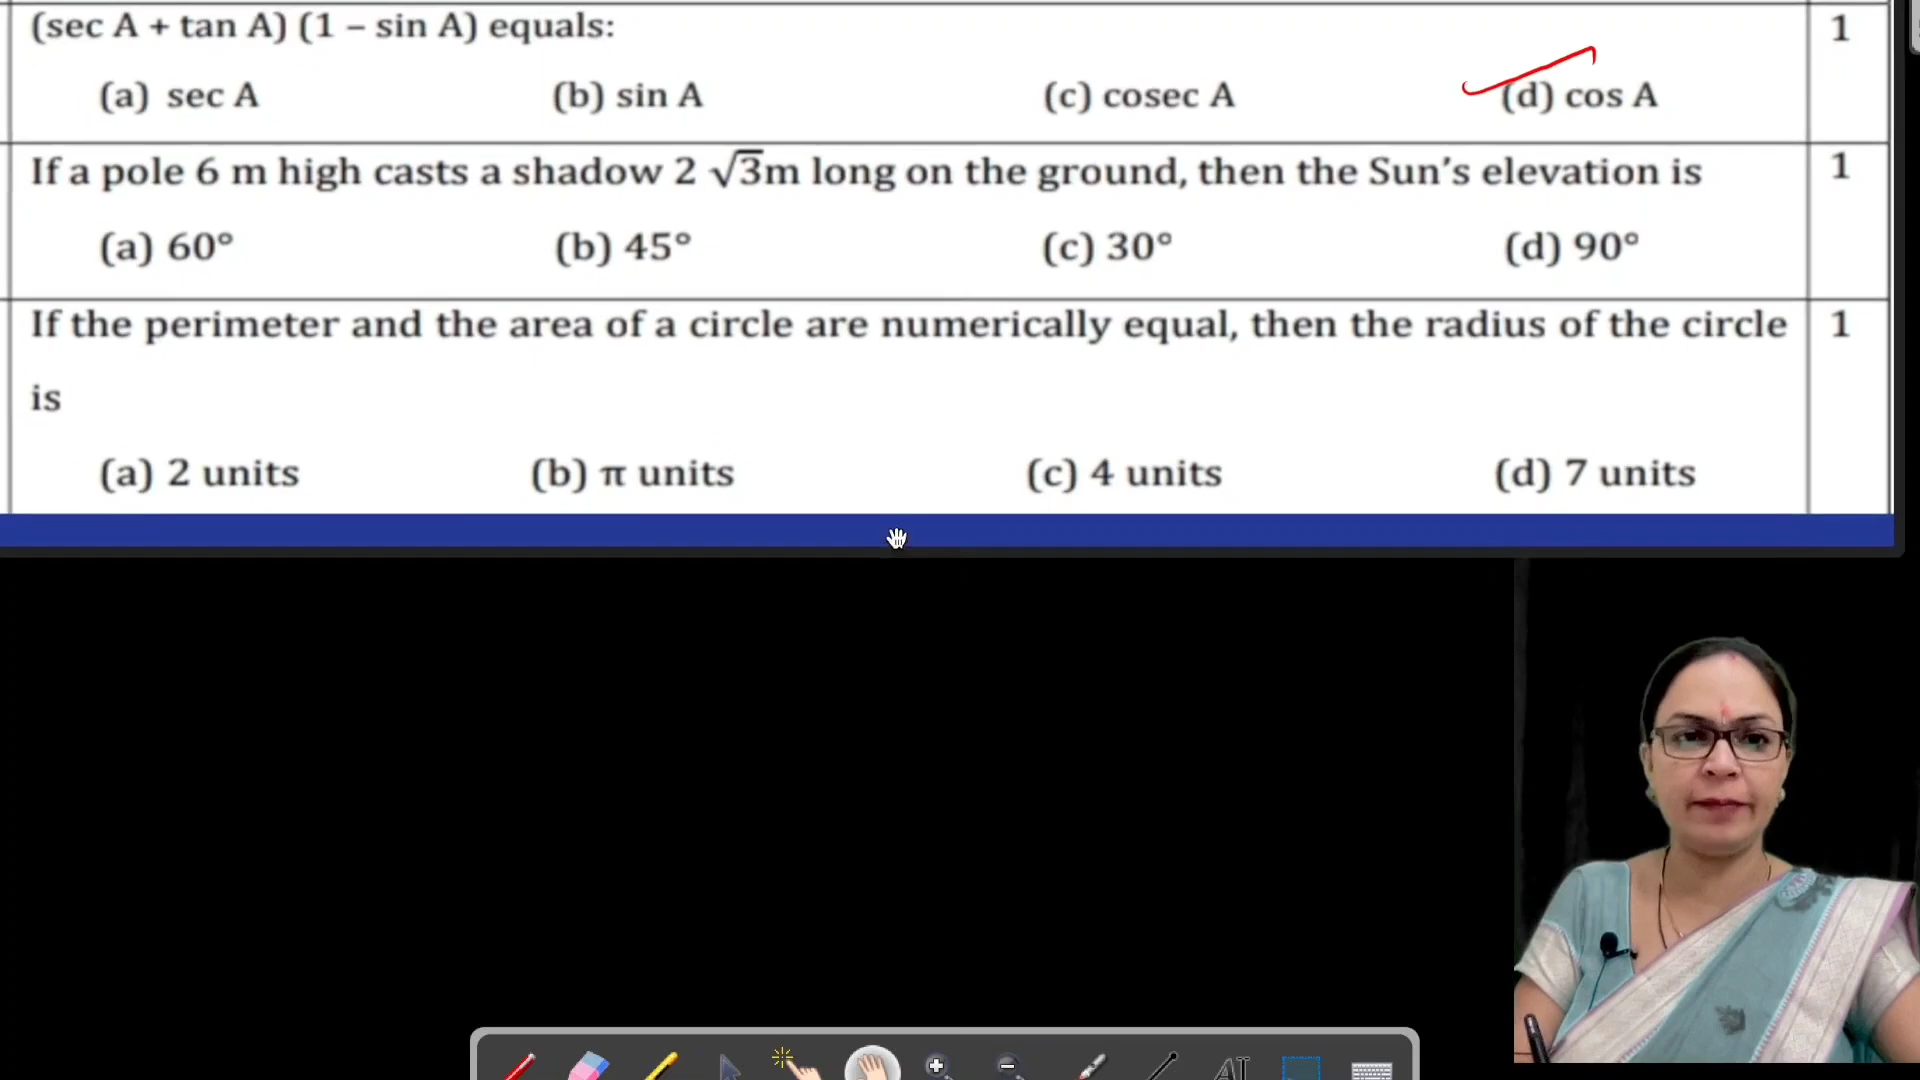 (sec A + tan A) (1 – sin A) equals: 1
(a) sec A (b) sin A (c) cosec A (d) cos A
If a pole 6 m high casts a shadow 2 √3m long on the ground, then the Sun’s elevation is 1
(a) 60° (b) 45° (c) 30° (d) 90°
If the perimeter and the area of a circle are numerically equal, then the radius of the circle 1
is
(a) 2 units (b) π units (c) 4 units (d) 7 units